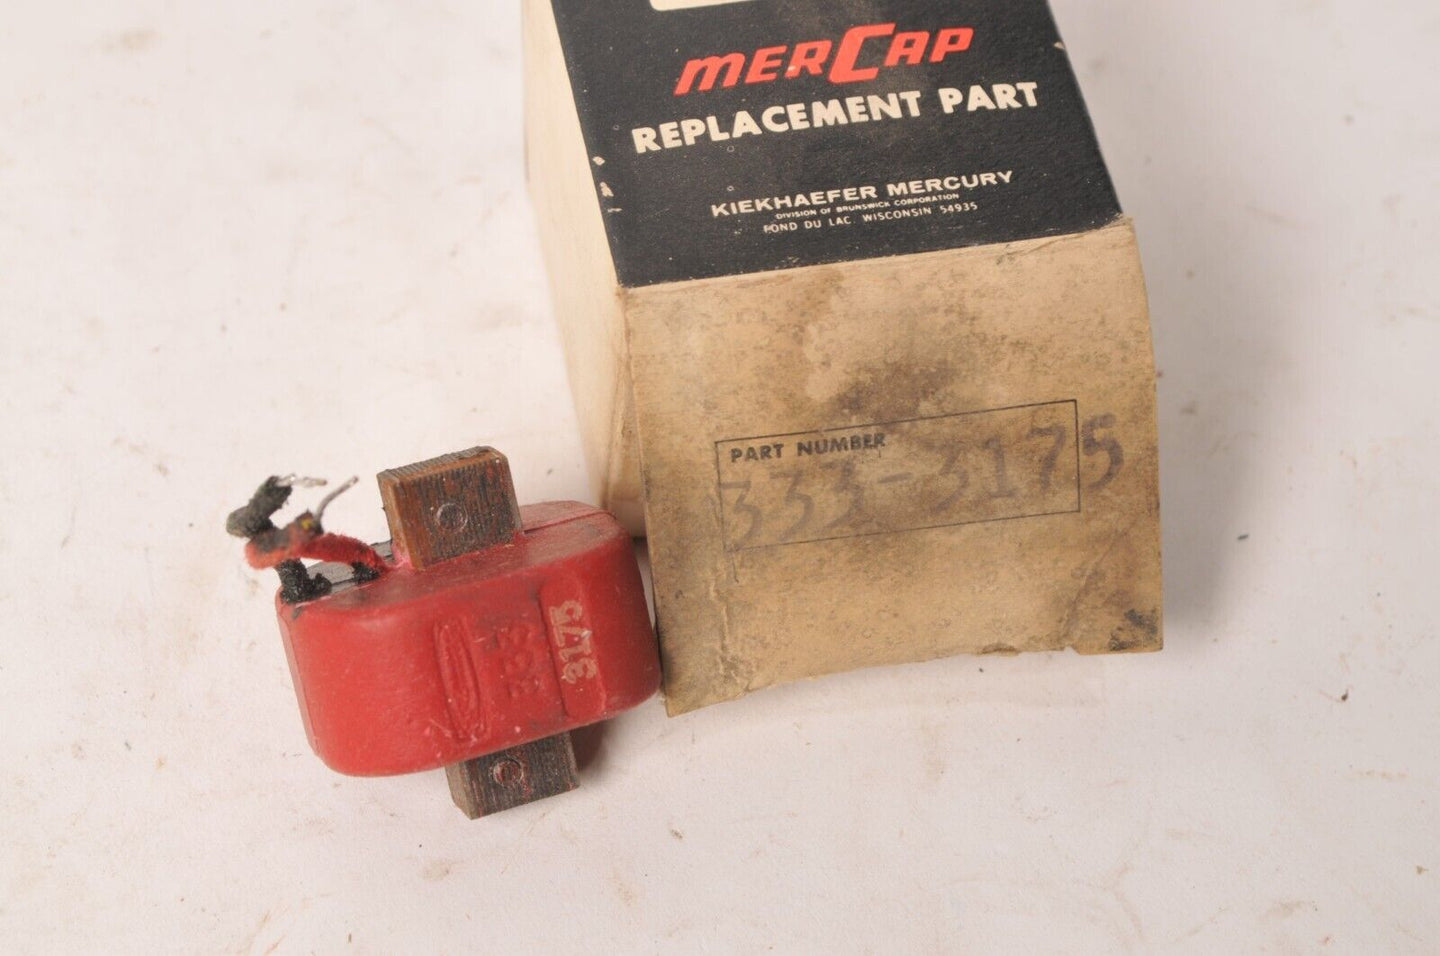 MERCAP
REPLACEMENT PART
KIEKHAEFER MERCURY
DIVISION OF BRUNSWICK CORPORATION
FOND DU LAC, WISCONSIN 54935
PART NUMBER
333-3175
3175